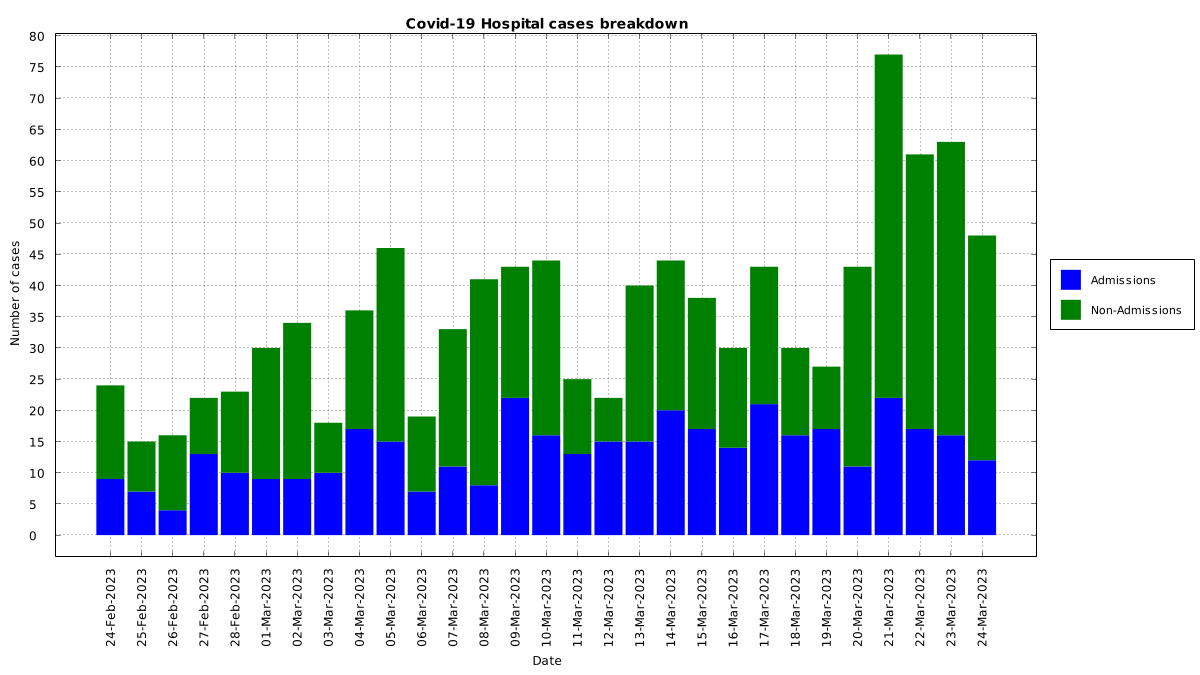 Covid-19 Hospital cases breakdown
80
75
70
65
60
55
50
45
40
35
30
25
20
15
10
5
0
Number of cases
Admissions
Non-Admissions
24-Feb-2023
25-Feb-2023
26-Feb-2023
27-Feb-2023
28-Feb-2023
01-Mar-2023
02-Mar-2023
03-Mar-2023
04-Mar-2023
05-Mar-2023
06-Mar-2023
07-Mar-2023
08-Mar-2023
09-Mar-2023
10-Mar-2023
11-Mar-2023
12-Mar-2023
13-Mar-2023
14-Mar-2023
15-Mar-2023
16-Mar-2023
17-Mar-2023
18-Mar-2023
19-Mar-2023
20-Mar-2023
21-Mar-2023
22-Mar-2023
23-Mar-2023
24-Mar-2023
Date